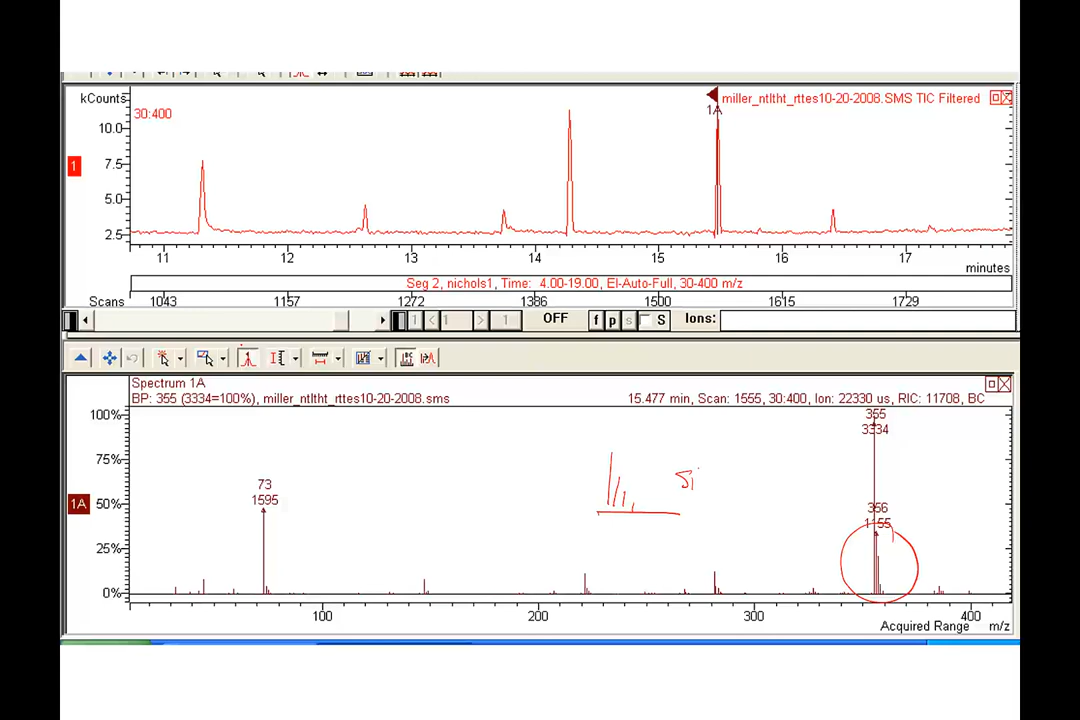 kCounts
miller_ntltht_rttes10-20-2008.SMS TIC Filtered
30:400
1A
10.0
1
7.5
5.0
2.5
11 12 13 14 15 16 17
minutes
Seg 2, nichols1, Time: 4.00-19.00, EI-Auto-Full, 30-400 m/z
Scans 1043 1157 1272 1386 1500 1615 1729
1 < 1 > 1 OFF f p s S Ions:
Spectrum 1A
BP: 355 (3334=100%), miller_ntltht_rttes10-20-2008.sms 15.477 min, Scan: 1555, 30:400, Ion: 22330 us, RIC: 11708, BC
100%
355
3334
75%
Si
73
1595
1A
50%
356
1155
25%
0%
100 200 300 400
Acquired Range m/z